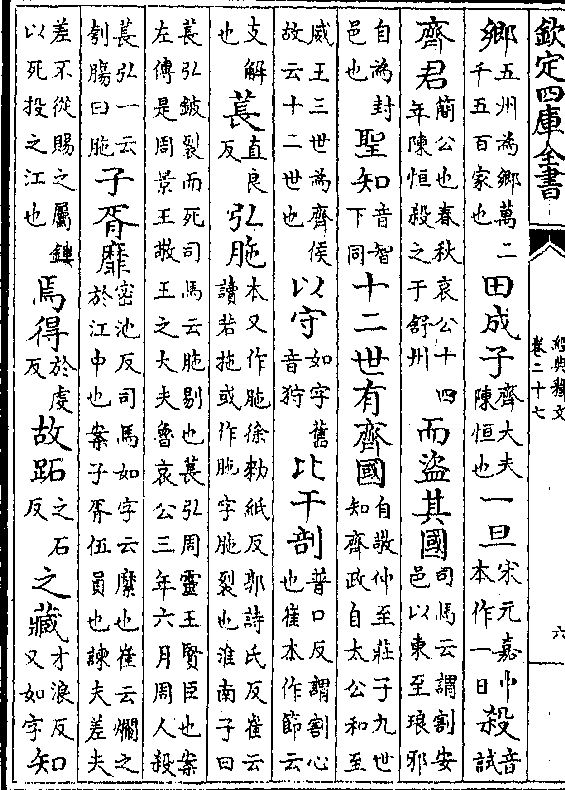 欽定四庫全書
經典釋文
卷二十七
六
鄉五州為鄉萬二千五百家也田成子齊大夫陳恒也一旦宋元嘉中本作一日殺音試
齊君簡公也春秋哀公十四年陳恒殺之于舒州而盜其國司馬云謂割安邑以東至琅邪
自為封邑也聖知音智下同十二世有齊國自敬仲至莊子九世知齊政自太公和至
威王三世為齊侯故云十二世也以守如字舊音狩比干剖普口反謂割心也崔本作節云
支解也萇直良反弘胣本又作肔徐勑紙反郭詩氏反崔云讀若拖或作施字胣裂也淮南子曰
萇弘鈹裂而死司馬云胣剔也萇弘周靈王賢臣也案左傳是周景王敬王之大夫魯哀公三年六月周人殺
萇弘一云刳腸曰胣子胥靡密池反司馬如字云縻也崔云爛之於江中也案子胥伍員也諫夫差夫
差不從賜之屬鏤以死投之江也焉得於虔反故跖之石反之藏才浪反又如字知